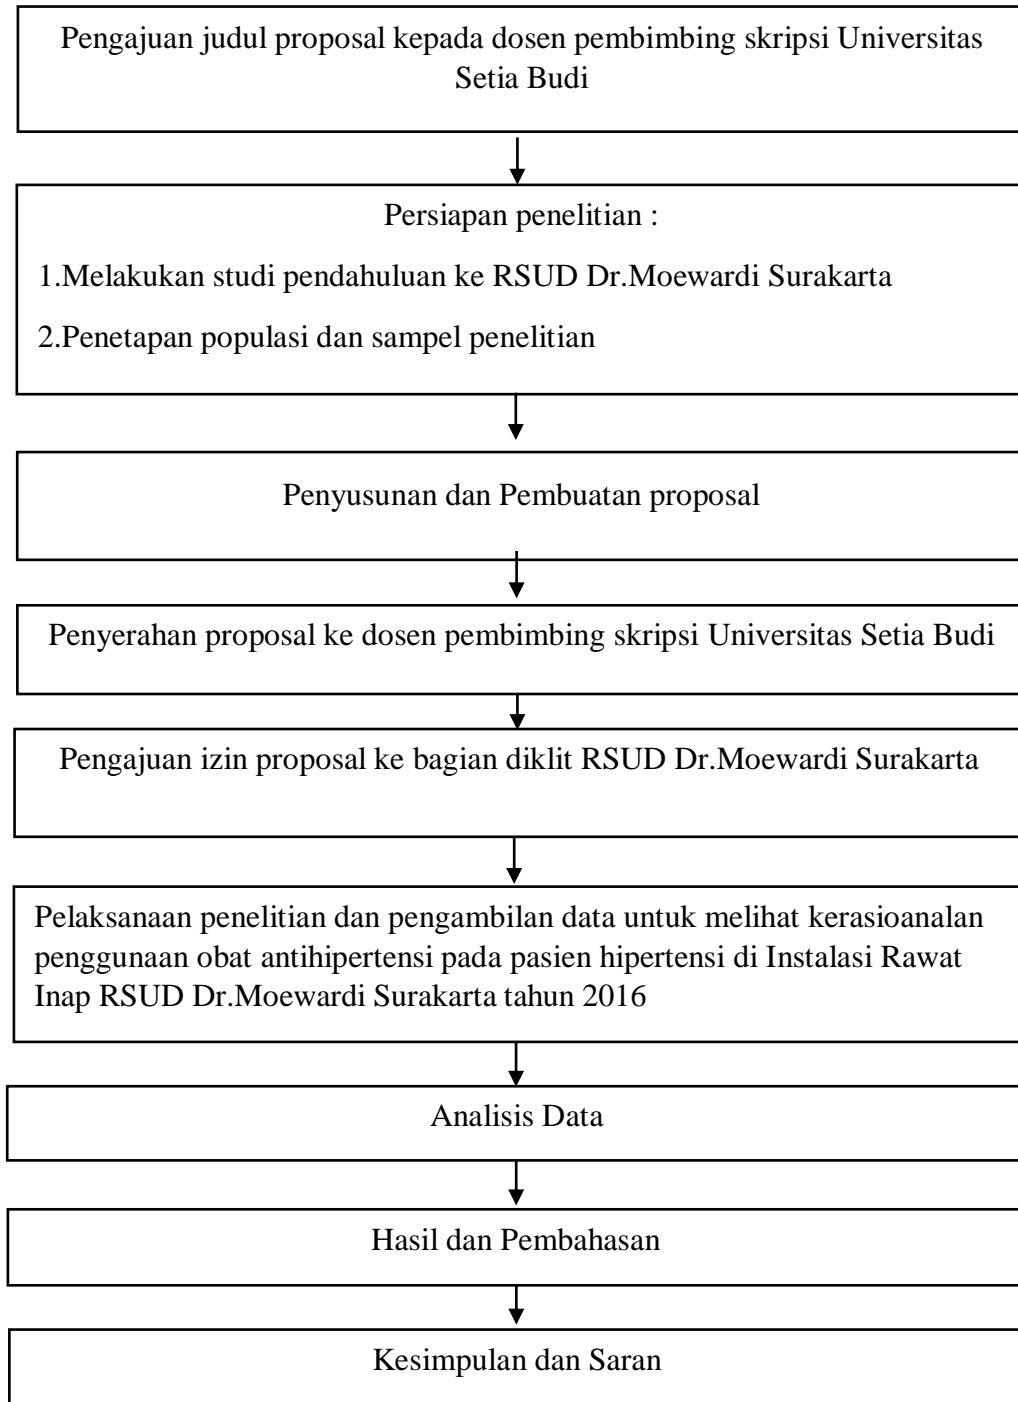 Pengajuan judul proposal kepada dosen pembimbing skripsi Universitas
Setia Budi
Persiapan penelitian :
1.Melakukan studi pendahuluan ke RSUD Dr.Moewardi Surakarta
2.Penetapan populasi dan sampel penelitian
Penyusunan dan Pembuatan proposal
Penyerahan proposal ke dosen pembimbing skripsi Universitas Setia Budi
Pengajuan izin proposal ke bagian diklit RSUD Dr.Moewardi Surakarta
Pelaksanaan penelitian dan pengambilan data untuk melihat kerasioanalan
penggunaan obat antihipertensi pada pasien hipertensi di Instalasi Rawat
Inap RSUD Dr.Moewardi Surakarta tahun 2016
Analisis Data
Hasil dan Pembahasan
Kesimpulan dan Saran